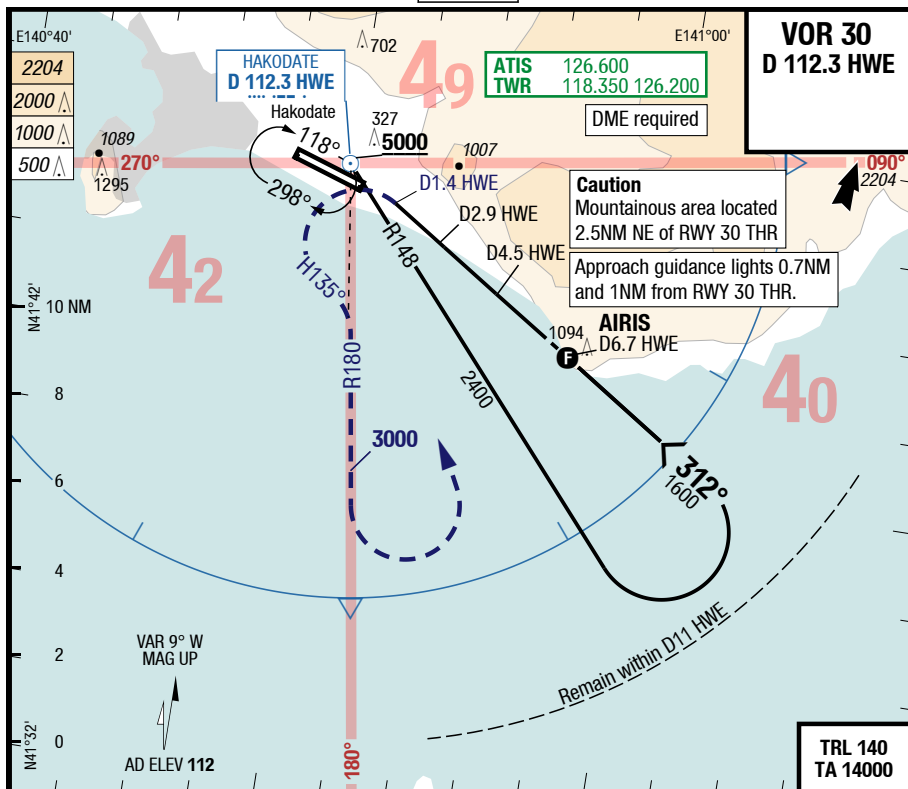 E140°40'
E141°00'
VOR 30
D 112.3 HWE
2204
2000
1000
500
1089
1295
702
49
HAKODATE
D 112.3 HWE
ATIS 126.600
TWR 118.350 126.200
DME required
Hakodate
327
5000
1007
118°
270°
090°
2204
298°
D1.4 HWE
D2.9 HWE
D4.5 HWE
Caution
Mountainous area located
2.5NM NE of RWY 30 THR
Approach guidance lights 0.7NM
and 1NM from RWY 30 THR.
42
H135°
R148
N41°42'
10 NM
1094
AIRIS
D6.7 HWE
F
R180
2400
8
40
3000
312°
1600
6
4
Remain within D11 HWE
VAR 9° W
MAG UP
2
N41°32'
0
AD ELEV 112
180°
TRL 140
TA 14000